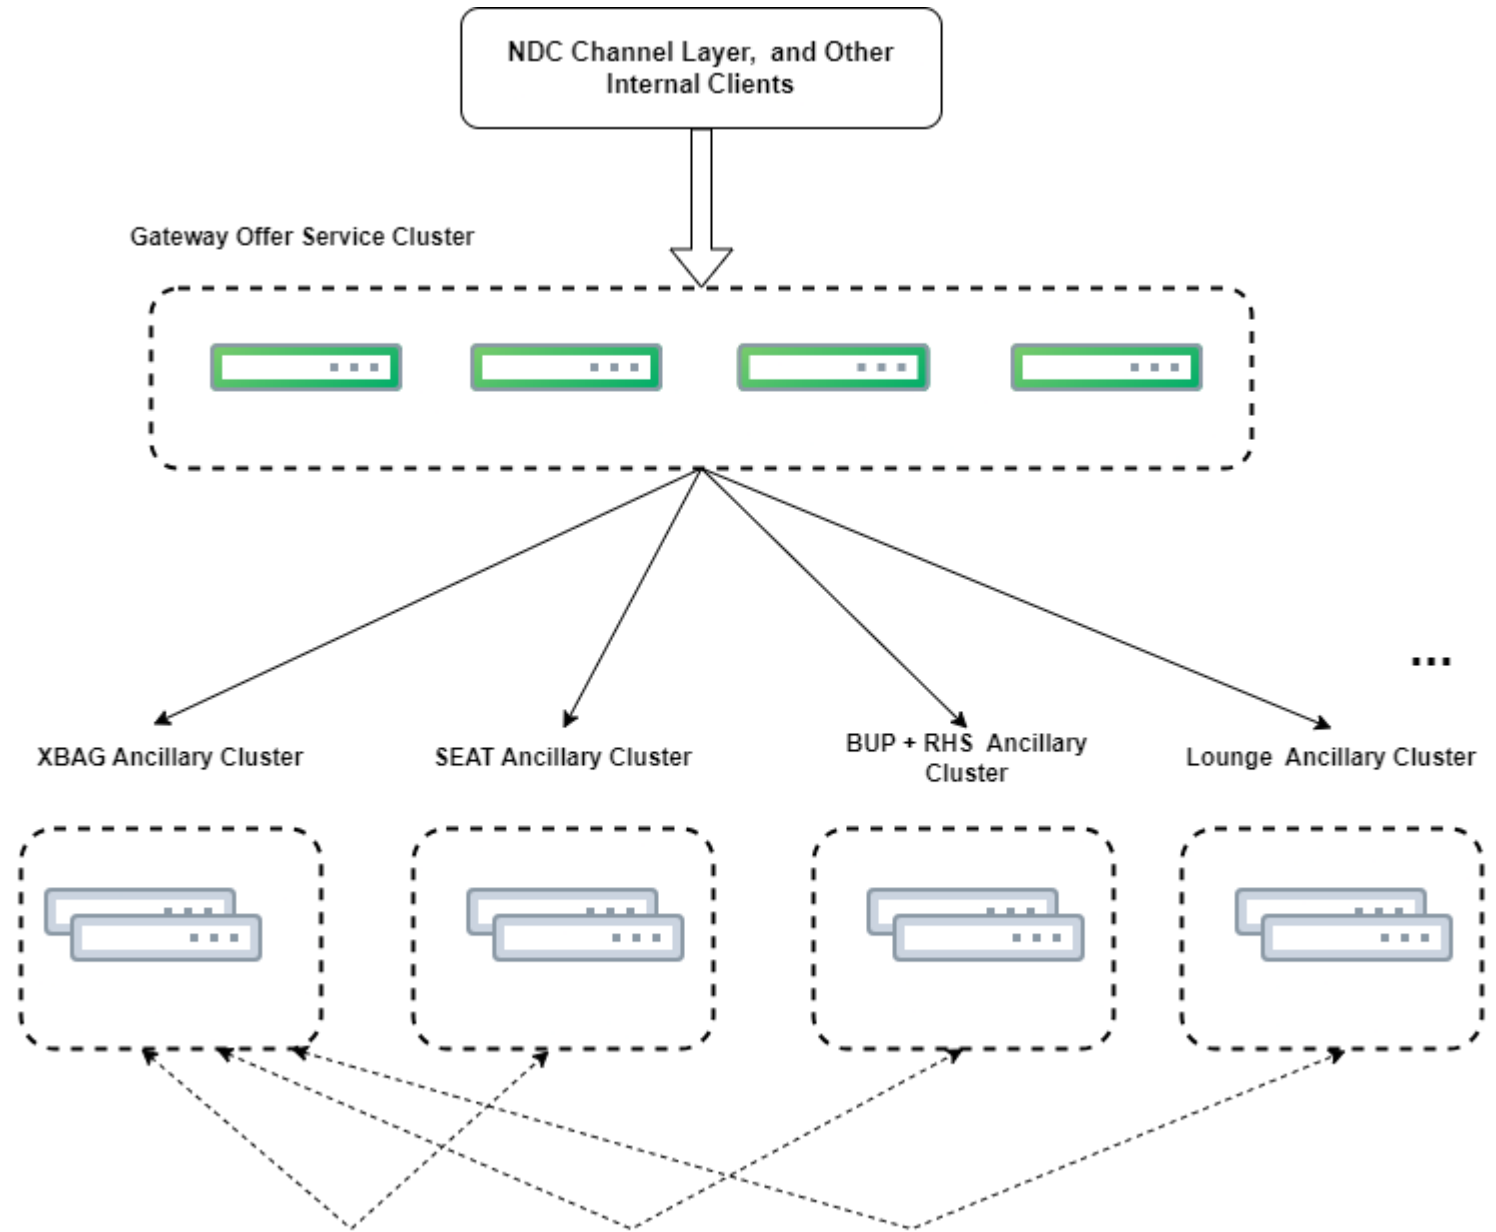 NDC Channel Layer,  and Other
Internal Clients
Gateway Offer Service Cluster
...
XBAG Ancillary Cluster
SEAT Ancillary Cluster
BUP + RHS  Ancillary
Cluster
Lounge  Ancillary Cluster